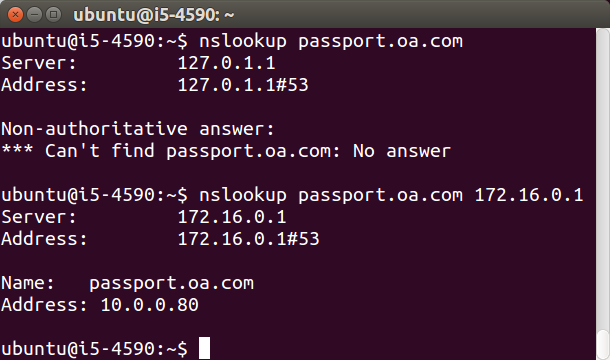 ubuntu@i5-4590: ~
ubuntu@i5-4590:~$ nslookup passport.oa.com
Server:         127.0.1.1
Address:        127.0.1.1#53

Non-authoritative answer:
*** Can't find passport.oa.com: No answer

ubuntu@i5-4590:~$ nslookup passport.oa.com 172.16.0.1
Server:         172.16.0.1
Address:        172.16.0.1#53

Name:   passport.oa.com
Address: 10.0.0.80

ubuntu@i5-4590:~$